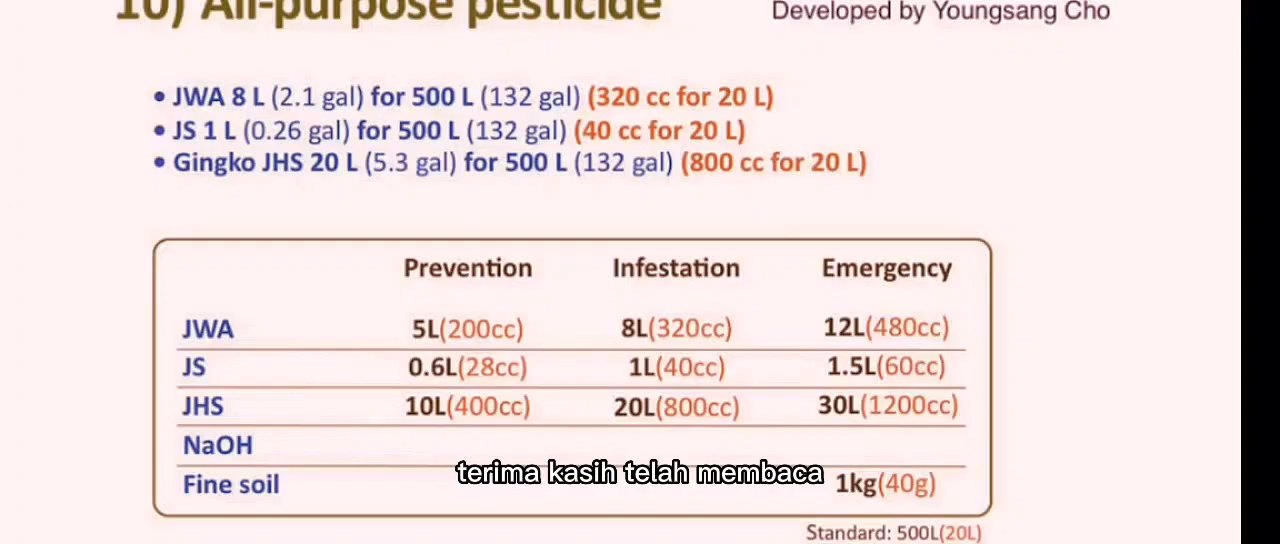 10) All-purpose pesticide
Developed by Youngsang Cho
• JWA 8 L (2.1 gal) for 500 L (132 gal) (320 cc for 20 L)
• JS 1 L (0.26 gal) for 500 L (132 gal) (40 cc for 20 L)
• Gingko JHS 20 L (5.3 gal) for 500 L (132 gal) (800 cc for 20 L)
Prevention Infestation Emergency
JWA 5L(200cc) 8L(320cc) 12L(480cc)
JS 0.6L(28cc) 1L(40cc) 1.5L(60cc)
JHS 10L(400cc) 20L(800cc) 30L(1200cc)
NaOH
terima kasih telah membaca
Fine soil 1kg(40g)
Standard: 500L(20L)